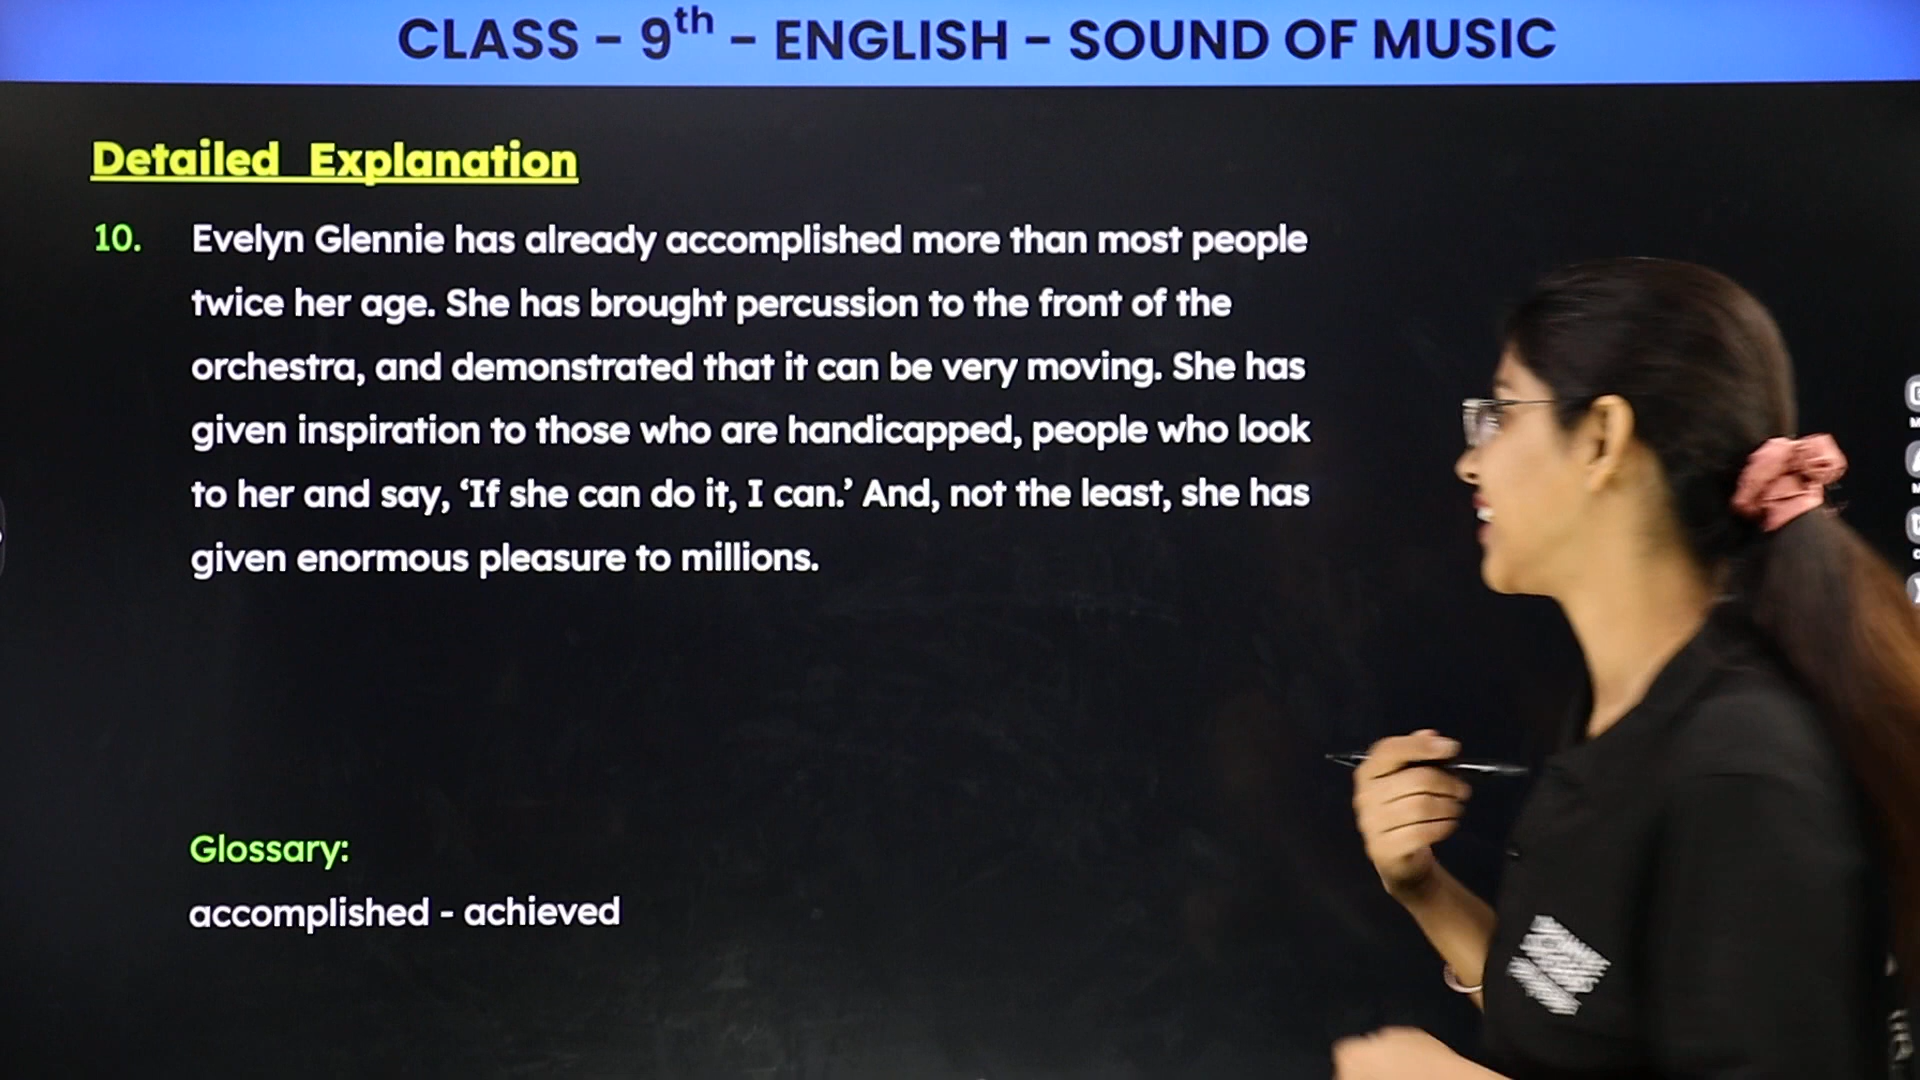 CLASS - 9th - ENGLISH - SOUND OF MUSIC
Detailed Explanation
10. Evelyn Glennie has already accomplished more than most people
twice her age. She has brought percussion to the front of the
orchestra, and demonstrated that it can be very moving. She has
given inspiration to those who are handicapped, people who look
to her and say, ‘If she can do it, I can.’ And, not the least, she has
given enormous pleasure to millions.
Glossary:
accomplished - achieved